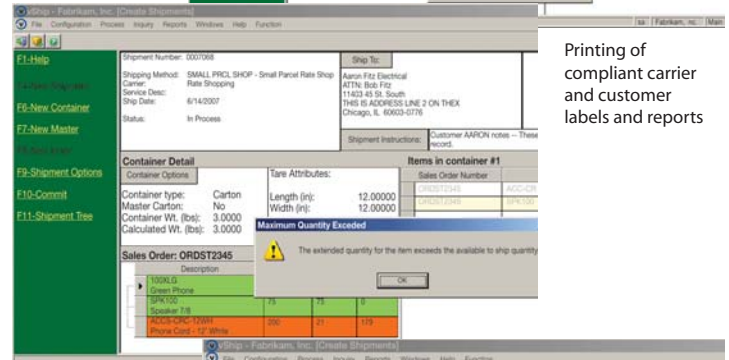 vShip - Fabrikam, Inc. [Create Shipments]
File Configuration Process Inquiry Reports Windows Help Function
sa Fabrikam, Inc. Main
F1-Help
F6-New Container
F7-New Master
F9-Shipment Options
F10-Commit
F11-Shipment Tree
Shipment Number: 0007068
Shipping Method: SMALL PRCL SHOP - Small Parcel Rate Shop
Carrier: Rate Shopping
Service Desc:
Ship Date: 6/14/2007
Status: In Process
Ship To:
Aaron Fitz Electrical
ATTN: Bob Fitz
11403 45 St. South
THIS IS ADDRESS LINE 2 ON THEX
Chicago, IL 60603-0776
Shipment Instructions:
Customer AARON notes -- These
record.
Container Detail
Container Options
Container type: Carton
Master Carton: No
Container Wt. (lbs): 3.0000
Calculated Wt. (lbs): 3.0000
Tare Attributes:
Length (in): 12.00000
Width (in): 12.00000
Items in container #1
Sales Order Number
ORDST2345 ACC-CR
ORDST2345 SPK100
Maximum Quantity Exceeded
The extended quantity for the item exceeds the available to ship quantity
OK
Sales Order: ORDST2345
Description
100XLG
Green Phone
SPK100 75 75 0
Speaker 7/8
ACCS-CRC-12WH 200 21 179
Phone Cord - 12' White
vShip - Fabrikam, Inc. [Create Shipments]
File Configuration Process Inquiry Reports Windows Help Function
Printing of
compliant carrier
and customer
labels and reports